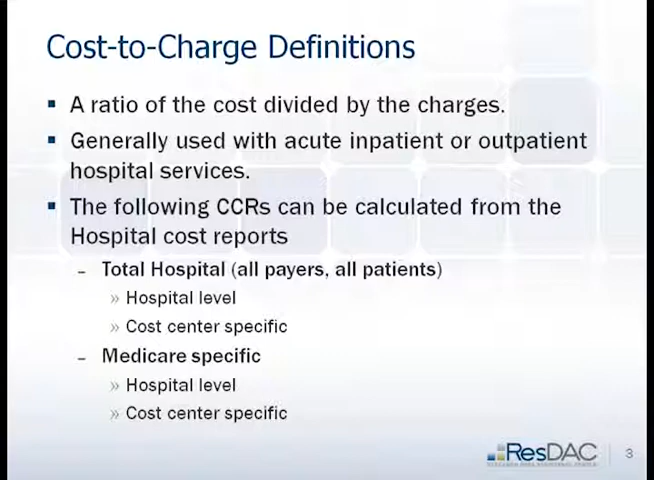 Cost-to-Charge Definitions
▪ A ratio of the cost divided by the charges.
▪ Generally used with acute inpatient or outpatient
hospital services.
▪ The following CCRs can be calculated from the
Hospital cost reports
– Total Hospital (all payers, all patients)
» Hospital level
» Cost center specific
– Medicare specific
» Hospital level
» Cost center specific
ResDAC
3